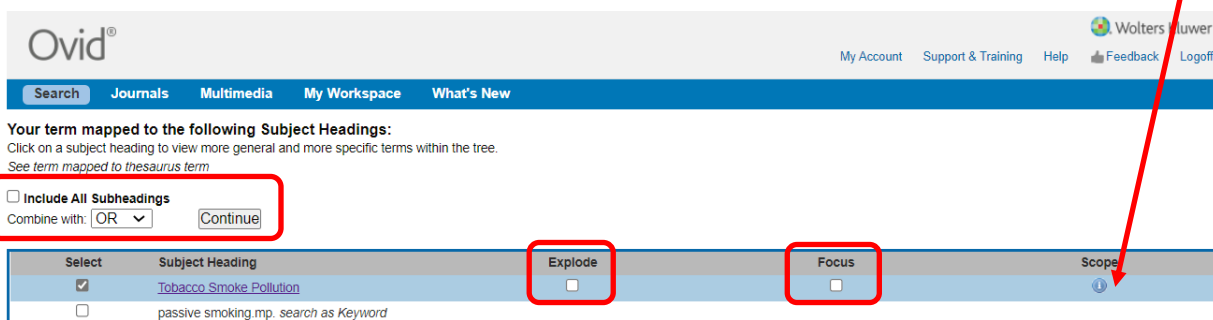 Ovid®
Wolters Kluwer
My Account Support & Training Help Feedback Logoff
Search Journals Multimedia My Workspace What's New
Your term mapped to the following Subject Headings:
Click on a subject heading to view more general and more specific terms within the tree.
See term mapped to thesaurus term
Include All Subheadings
Combine with: OR Continue
Select Subject Heading Explode Focus Scope
Tobacco Smoke Pollution
passive smoking.mp. search as Keyword